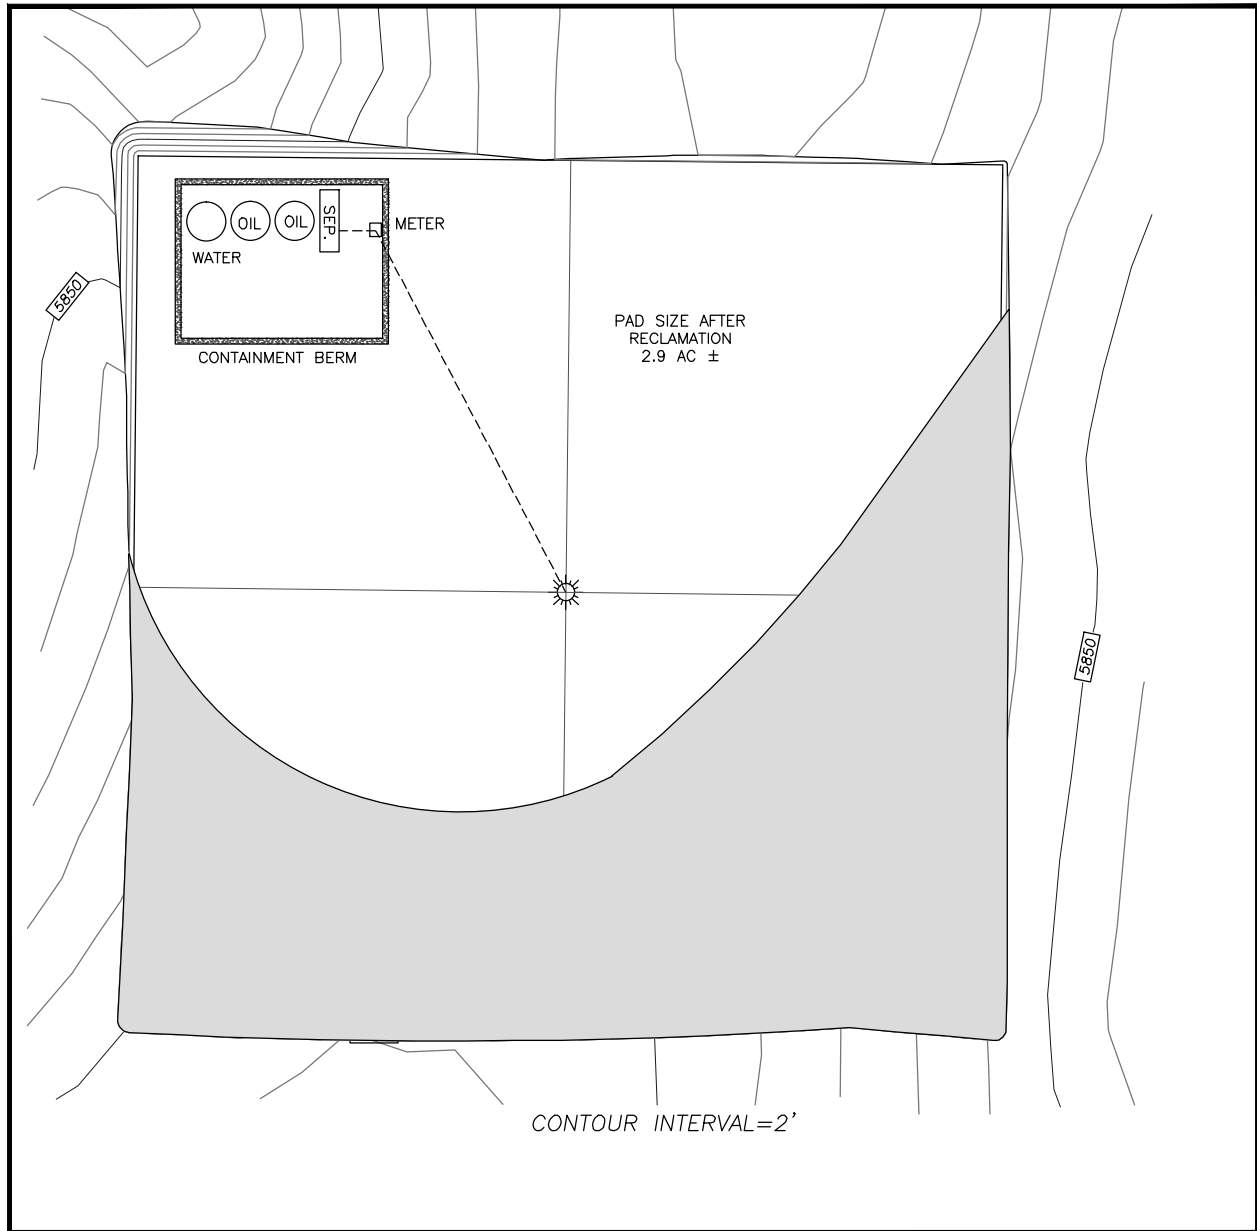 OIL
OIL
SEP.
METER
WATER
5850
PAD SIZE AFTER
RECLAMATION
2.9 AC ±
CONTAINMENT BERM
5850
CONTOUR INTERVAL=2'